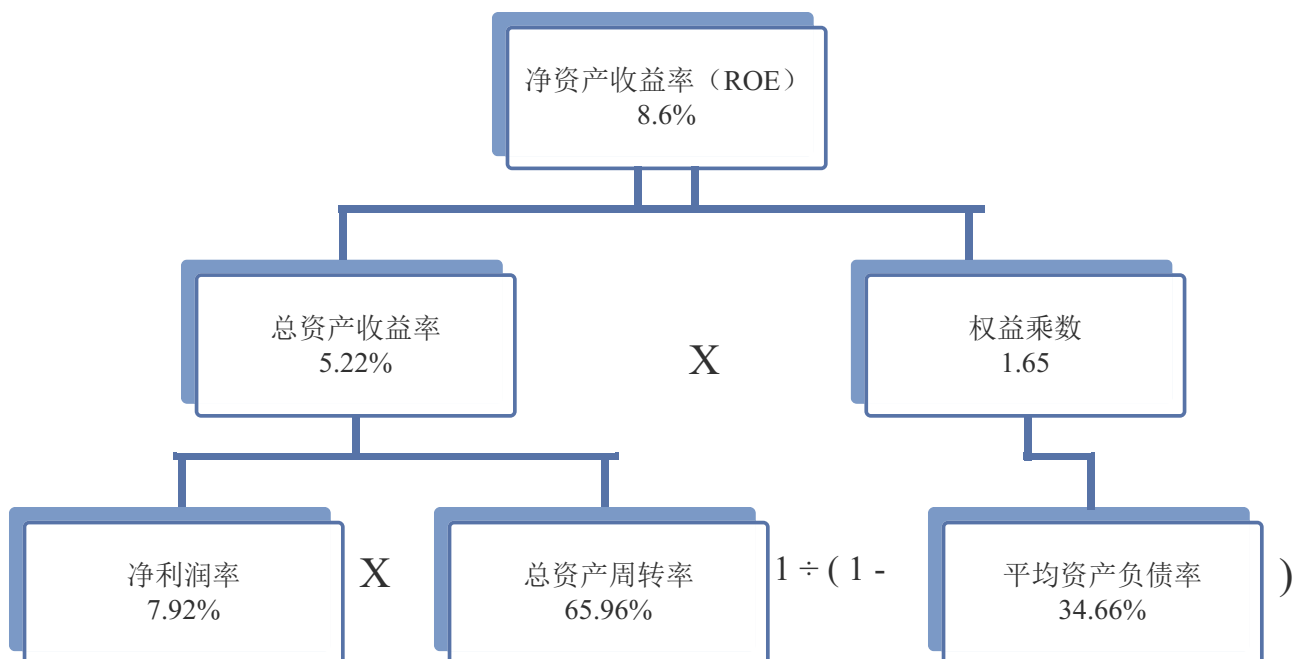 净资产收益率（ROE）
8.6%
总资产收益率
5.22%
X
权益乘数
1.65
净利润率
7.92%
X
总资产周转率
65.96%
1 ÷ ( 1 -
平均资产负债率
34.66%
)